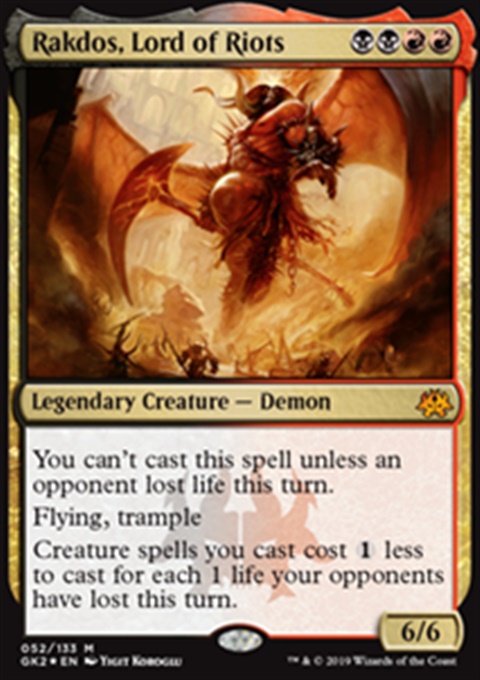 Rakdos, Lord of Riots
Legendary Creature — Demon
You can't cast this spell unless an
opponent lost life this turn.
Flying, trample
Creature spells you cast cost 1 less
to cast for each 1 life your opponents
have lost this turn.
6/6
052/133 M
GK2 ★ EN Yigit Koroglu
™ & © 2019 Wizards of the Coast